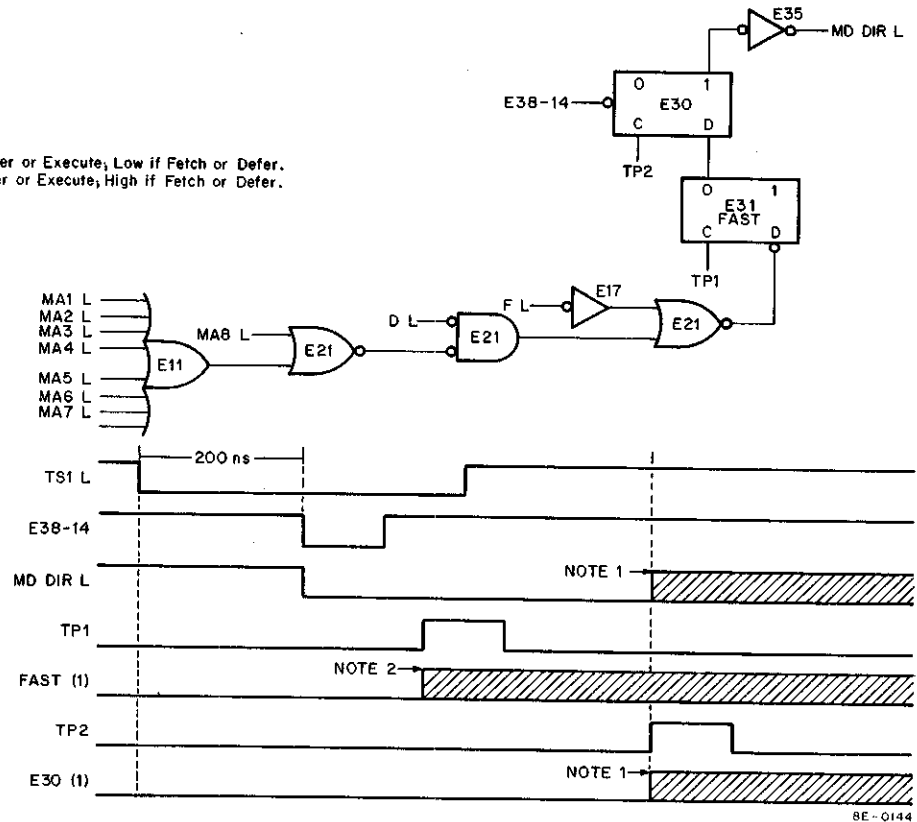 E35
MD DIR L
E38-14
O 1
E30
C D
TP2
O 1
E31
FAST
C D
TP1
er or Execute; Low if Fetch or Defer.
er or Execute; High if Fetch or Defer.
MA1 L
MA2 L
MA3 L
MA4 L
MA5 L
MA6 L
MA7 L
E11
MA8 L
E21
D L
E21
F L
E17
E21
200 ns
TS1 L
E38-14
MD DIR L
NOTE 1
TP1
NOTE 2
FAST (1)
TP2
NOTE 1
E30 (1)
8E-0144